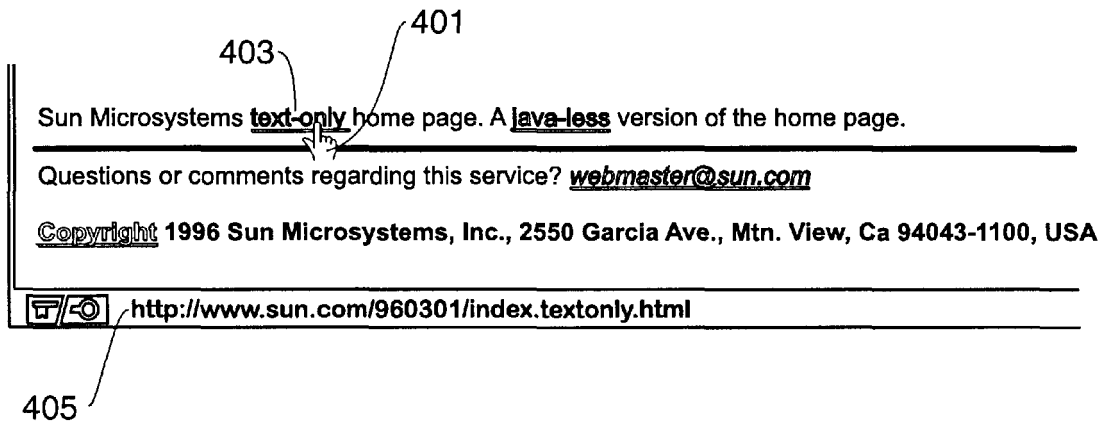 401
403
Sun Microsystems text-only home page. A java-less version of the home page.
Questions or comments regarding this service? webmaster@sun.com
Copyright 1996 Sun Microsystems, Inc., 2550 Garcia Ave., Mtn. View, Ca 94043-1100, USA
http://www.sun.com/960301/index.textonly.html
405